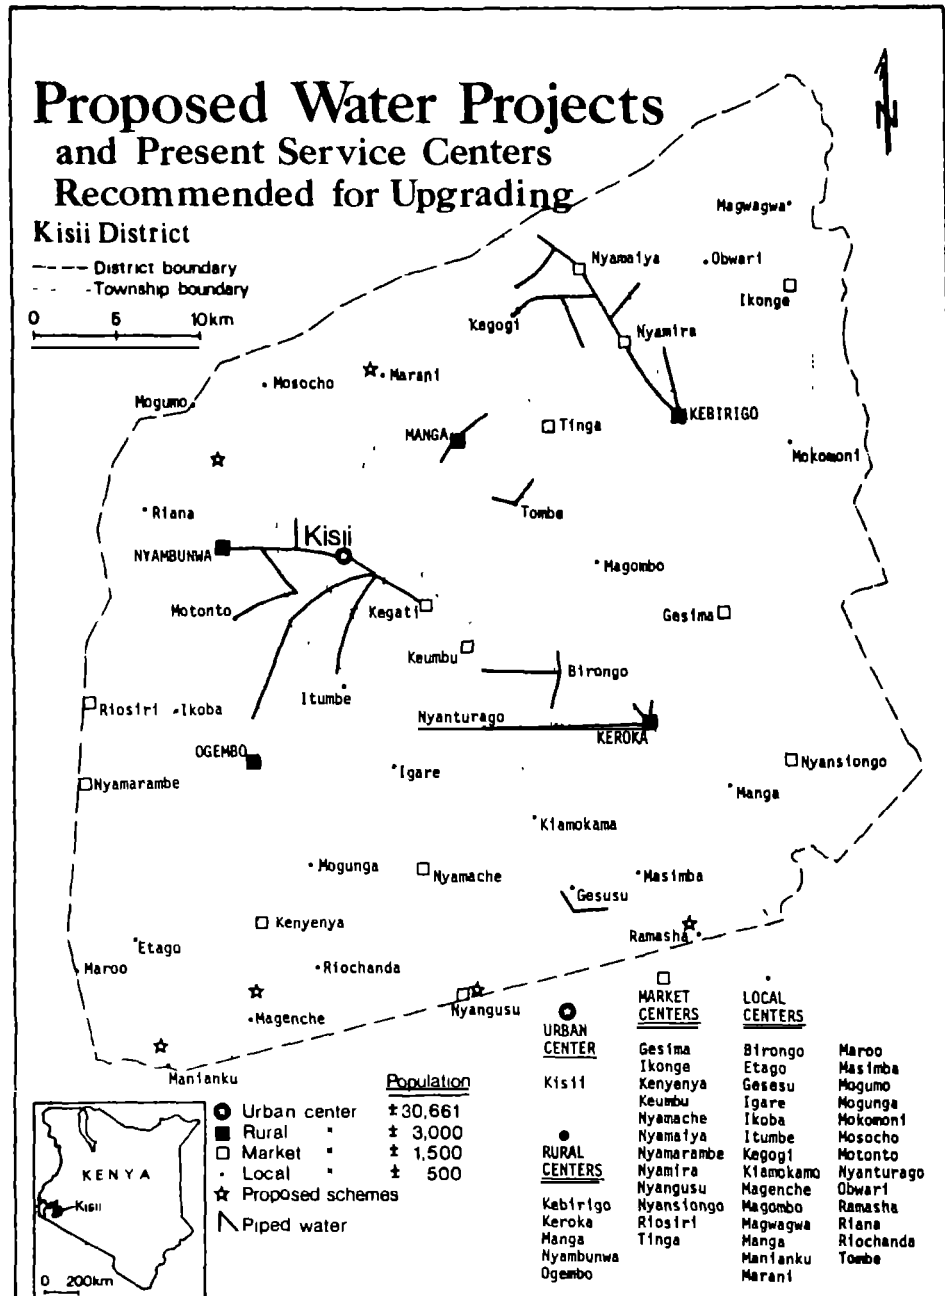 Proposed Water Projects
and Present Service Centers
Recommended for Upgrading
Kisii District
District boundary
Township boundary
0 5 10km
N
Magwagwa
Nyamaiya
Obwari
Ikonge
Kegogi
Nyamira
Marani
Mosocho
Mogumo
KEBIRIGO
MANGA
Tinga
Mokomoni
Riana
Tombe
Kisii
NYAMBUNWA
Magombo
Motonto
Kegati
Gesima
Keumbu
Birongo
Itumbe
Riosiri
Ikoba
Nyanturago
KEROKA
OGEMBO
Nyansiongo
Igare
Nyamarambe
Manga
Kiamokama
Mogunga
Nyamache
Masimba
Gesusu
Kenyenya
Ramasha
Etago
Maroo
Riochanda
Nyangusu
Magenche
Manianku
Population
Urban center ± 30,661
Rural " ± 3,000
Market " ± 1,500
Local " ± 500
Proposed schemes
Piped water
KENYA
Kisii
0 200km
URBAN
CENTER
Kisii
RURAL
CENTERS
Kebirigo
Keroka
Manga
Nyambunwa
Ogembo
MARKET
CENTERS
Gesima
Ikonge
Kenyenya
Keumbu
Nyamache
Nyamaiya
Nyamarambe
Nyamira
Nyangusu
Nyansiongo
Riosiri
Tinga
LOCAL
CENTERS
Birongo
Etago
Gesasu
Igare
Ikoba
Itumbe
Kegogi
Kiamokamo
Magenche
Magombo
Magwagwa
Manga
Manianku
Marani
Maroo
Masimba
Mogumo
Mogunga
Mokomoni
Mosocho
Motonto
Nyanturago
Obwari
Ramasha
Riana
Riochanda
Tombe